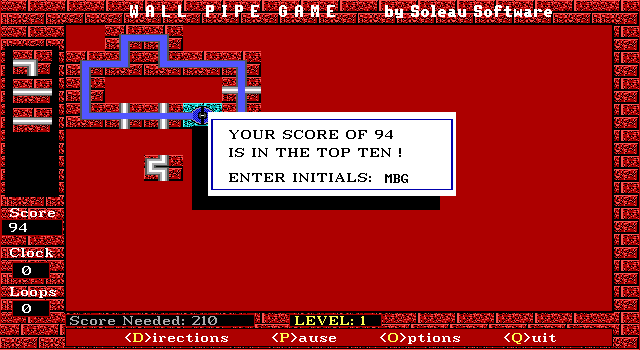 WALL PIPE GAME by Soleau Software
YOUR SCORE OF 94
IS IN THE TOP TEN !
ENTER INITIALS: MBG
Score
94
Clock
0
Loops
0
Score Needed: 210 LEVEL: 1
<D>irections <P>ause <O>ptions <Q>uit